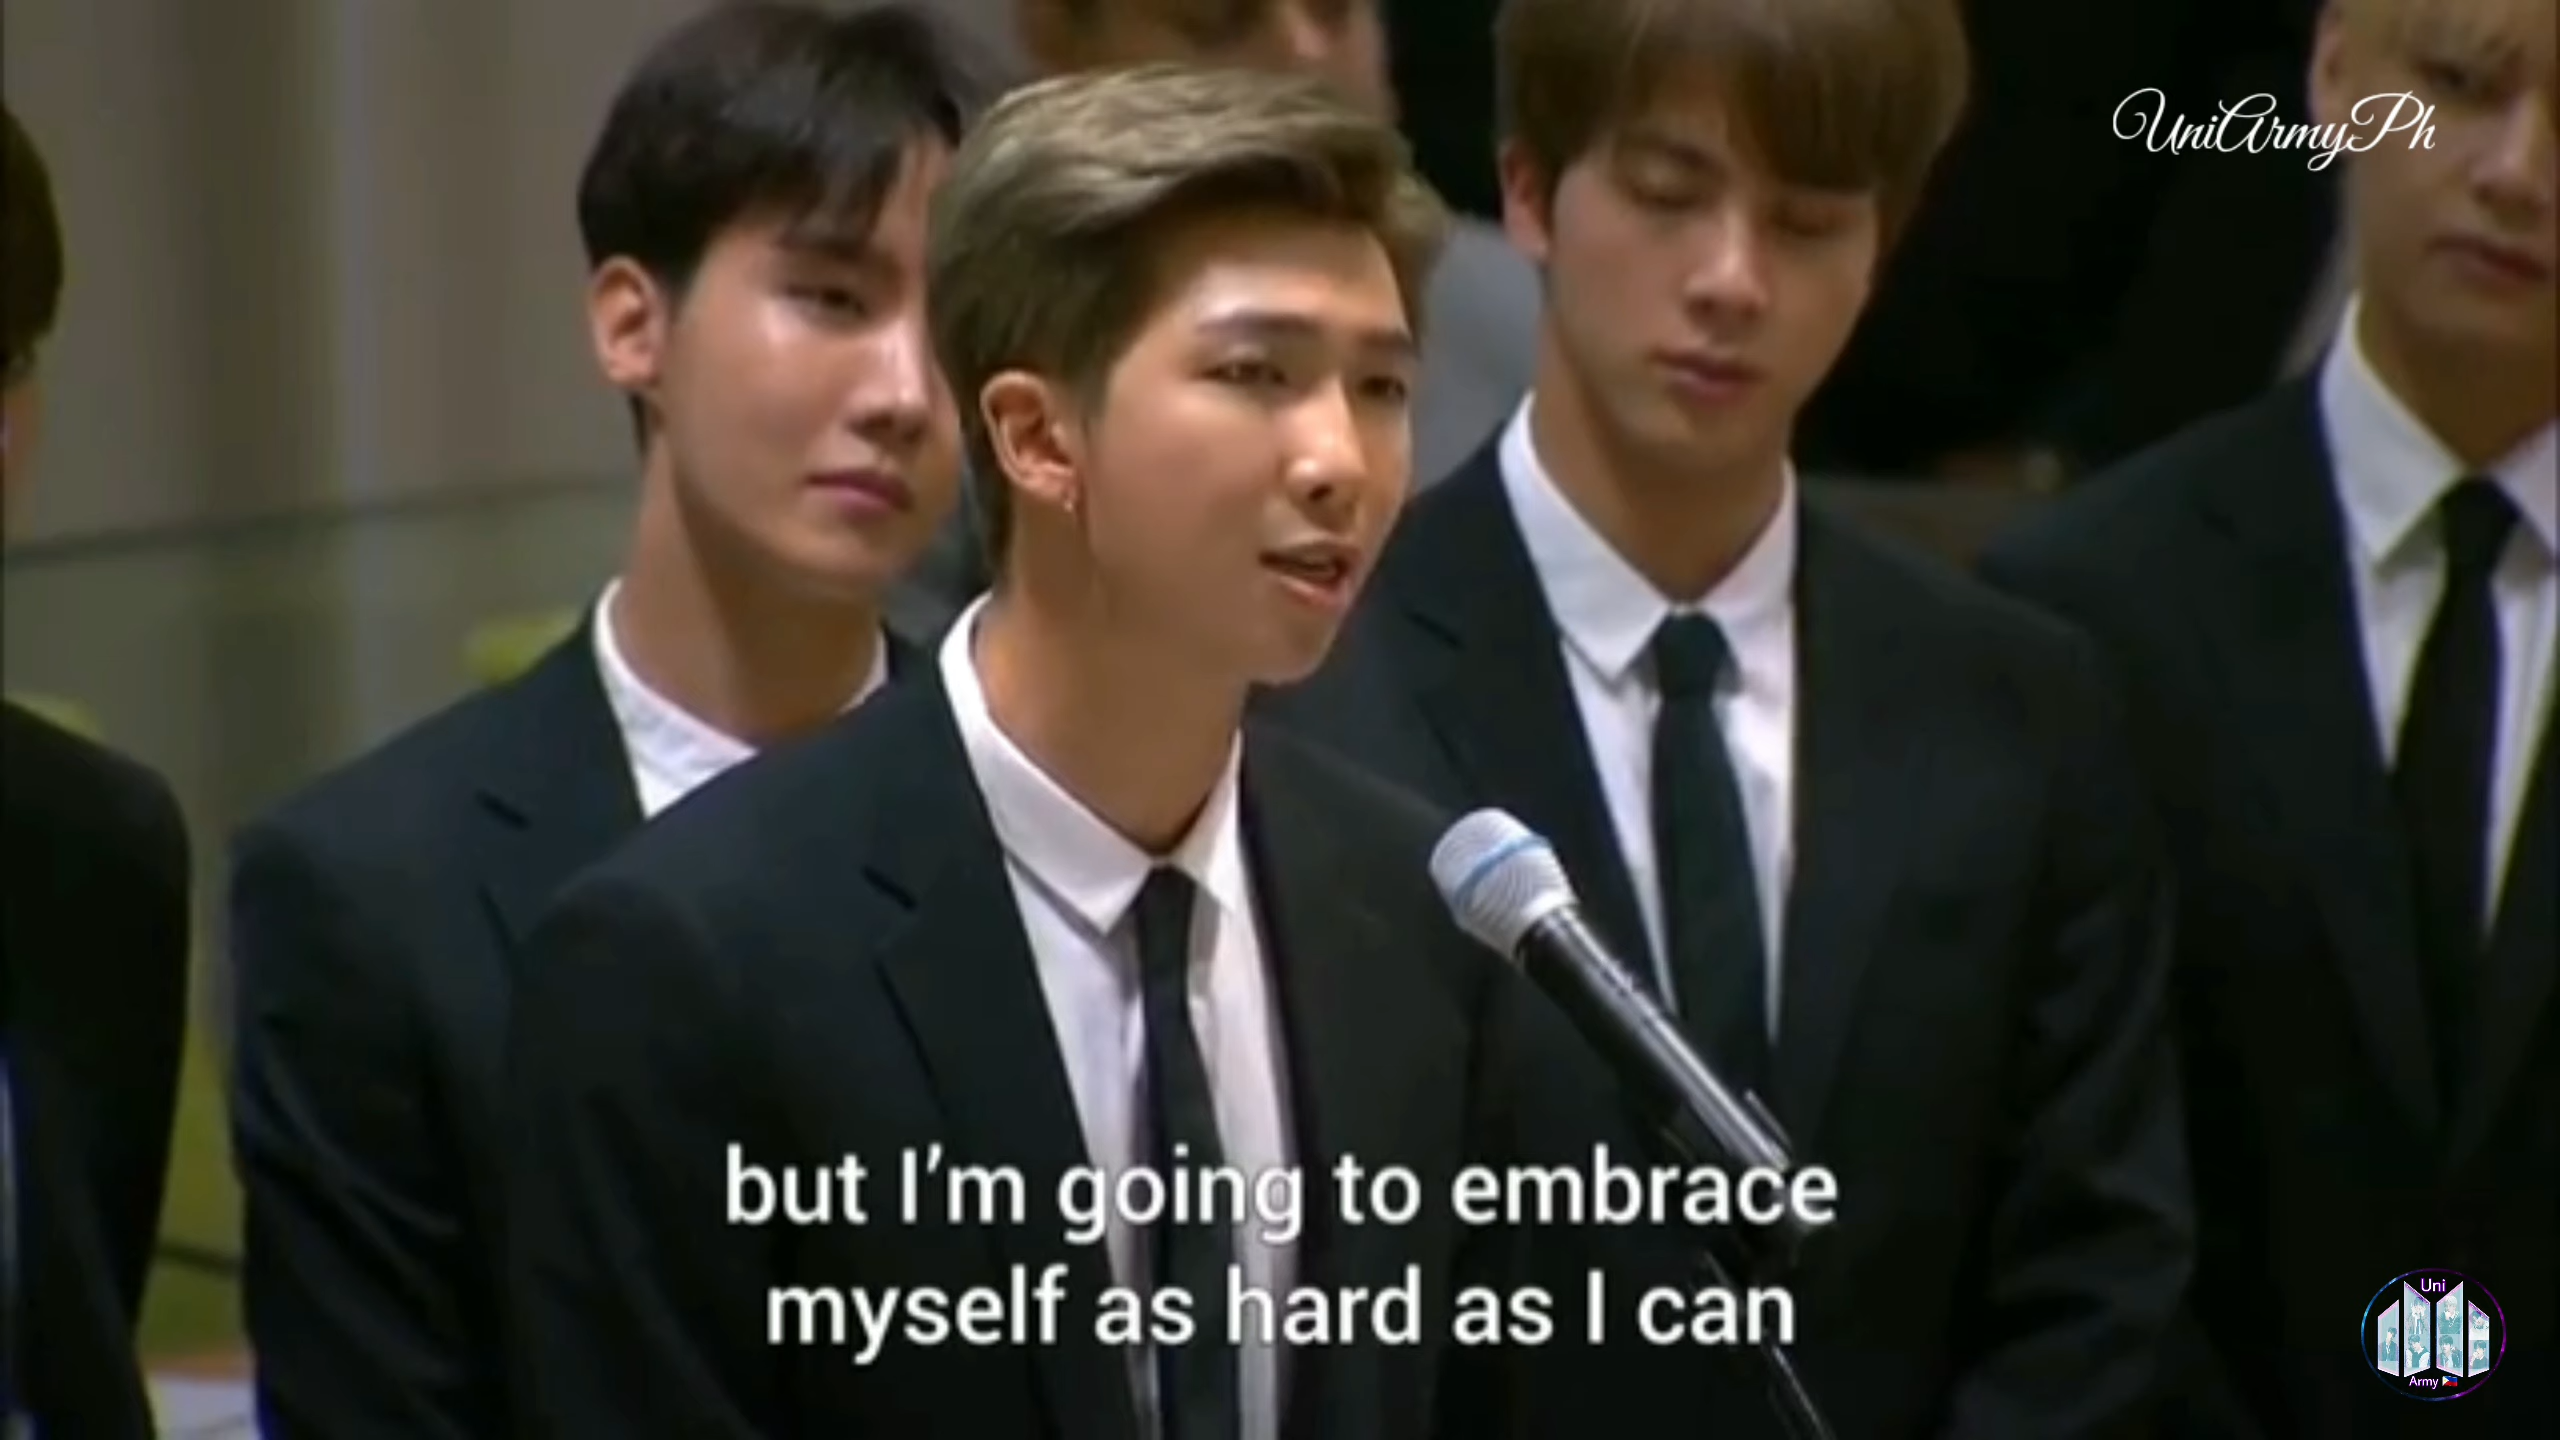 UniArmyPh
but I'm going to embrace
myself as hard as I can
Uni
Army